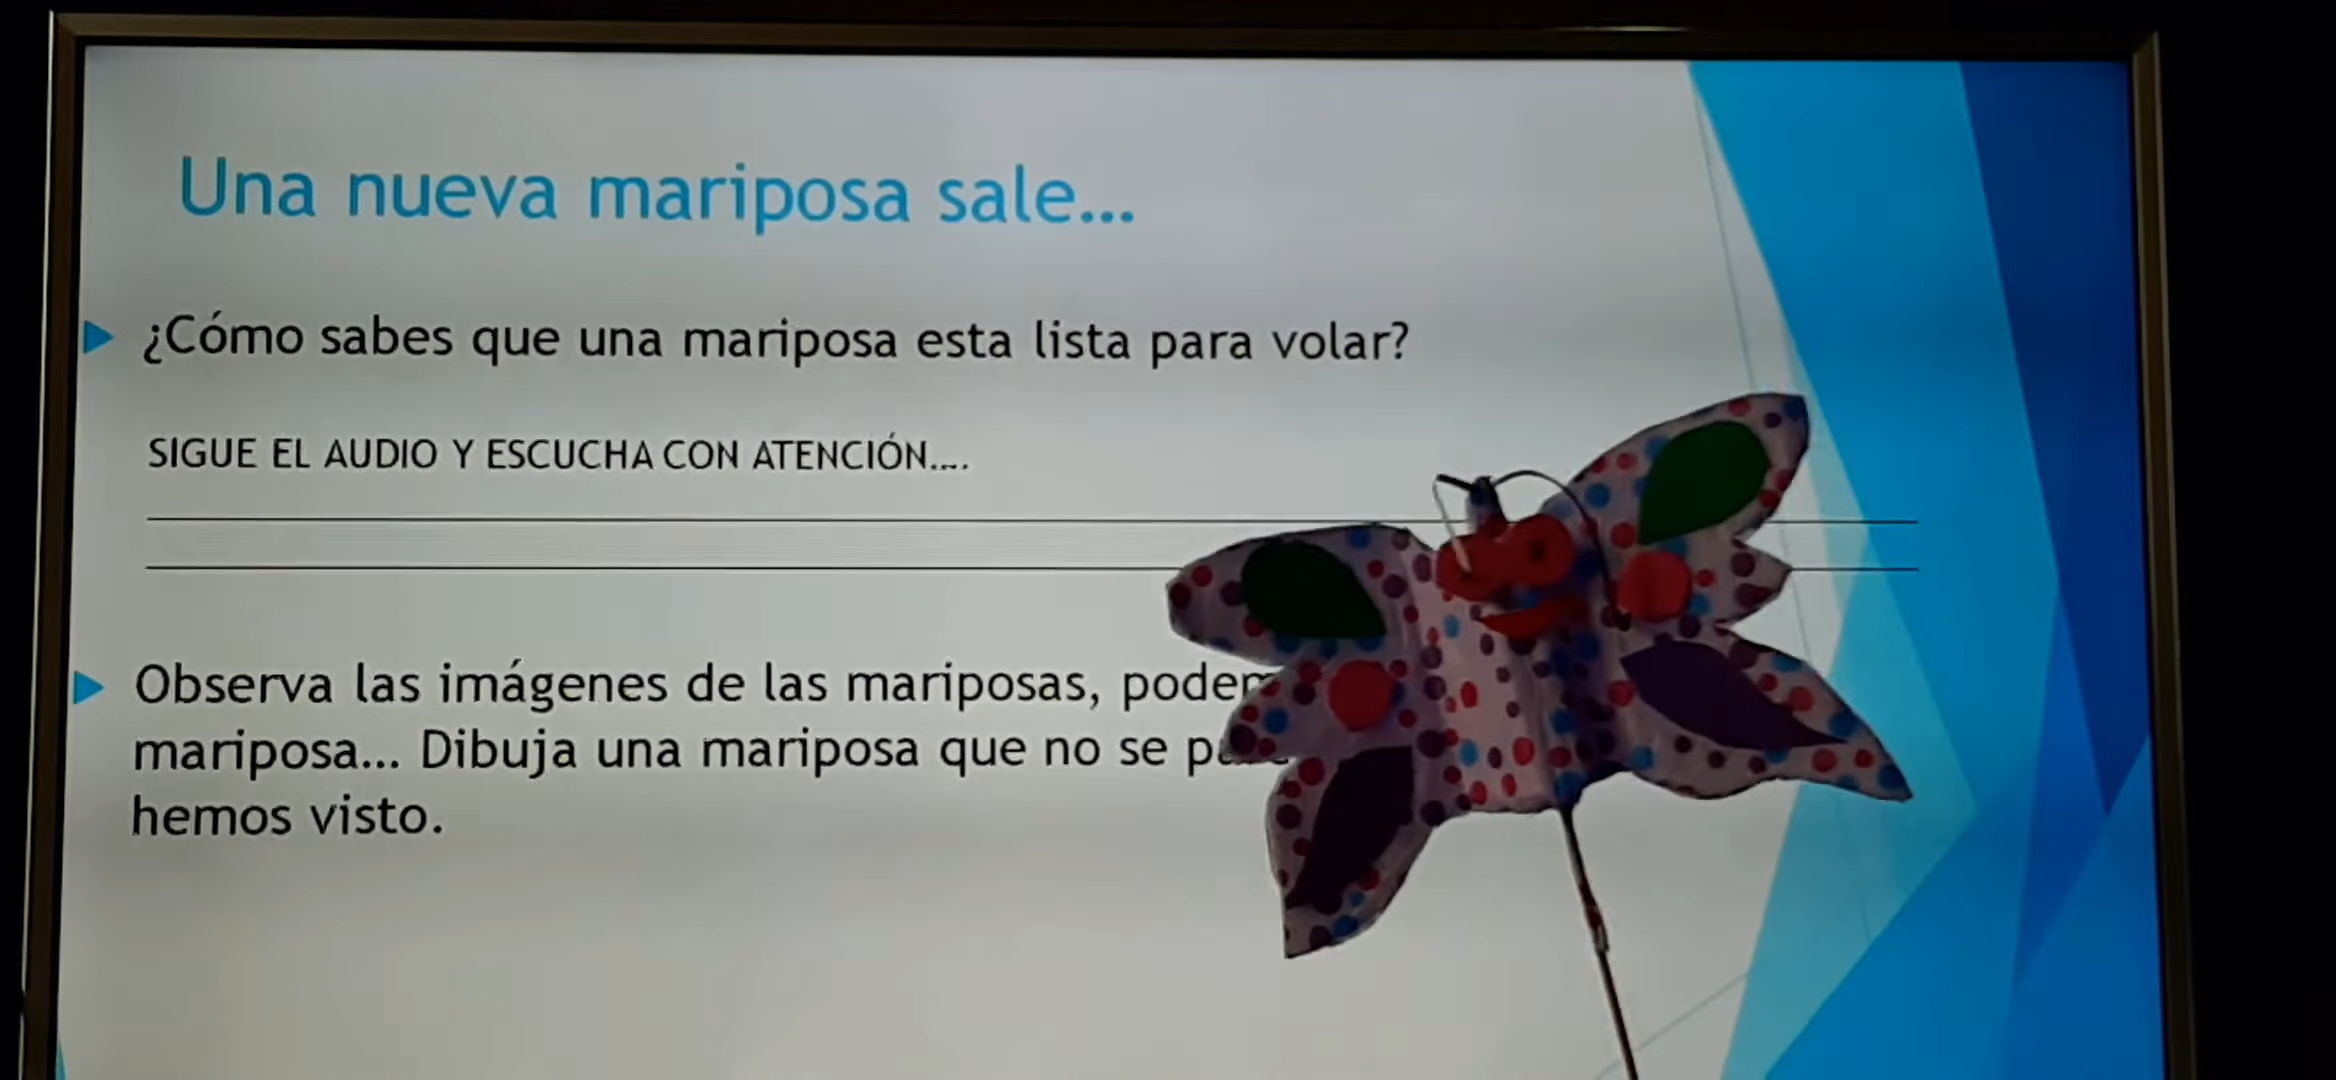 Una nueva mariposa sale...
¿Cómo sabes que una mariposa esta lista para volar?
SIGUE EL AUDIO Y ESCUCHA CON ATENCIÓN....
Observa las imágenes de las mariposas,
mariposa... Dibuja una mariposa que no se
hemos visto.